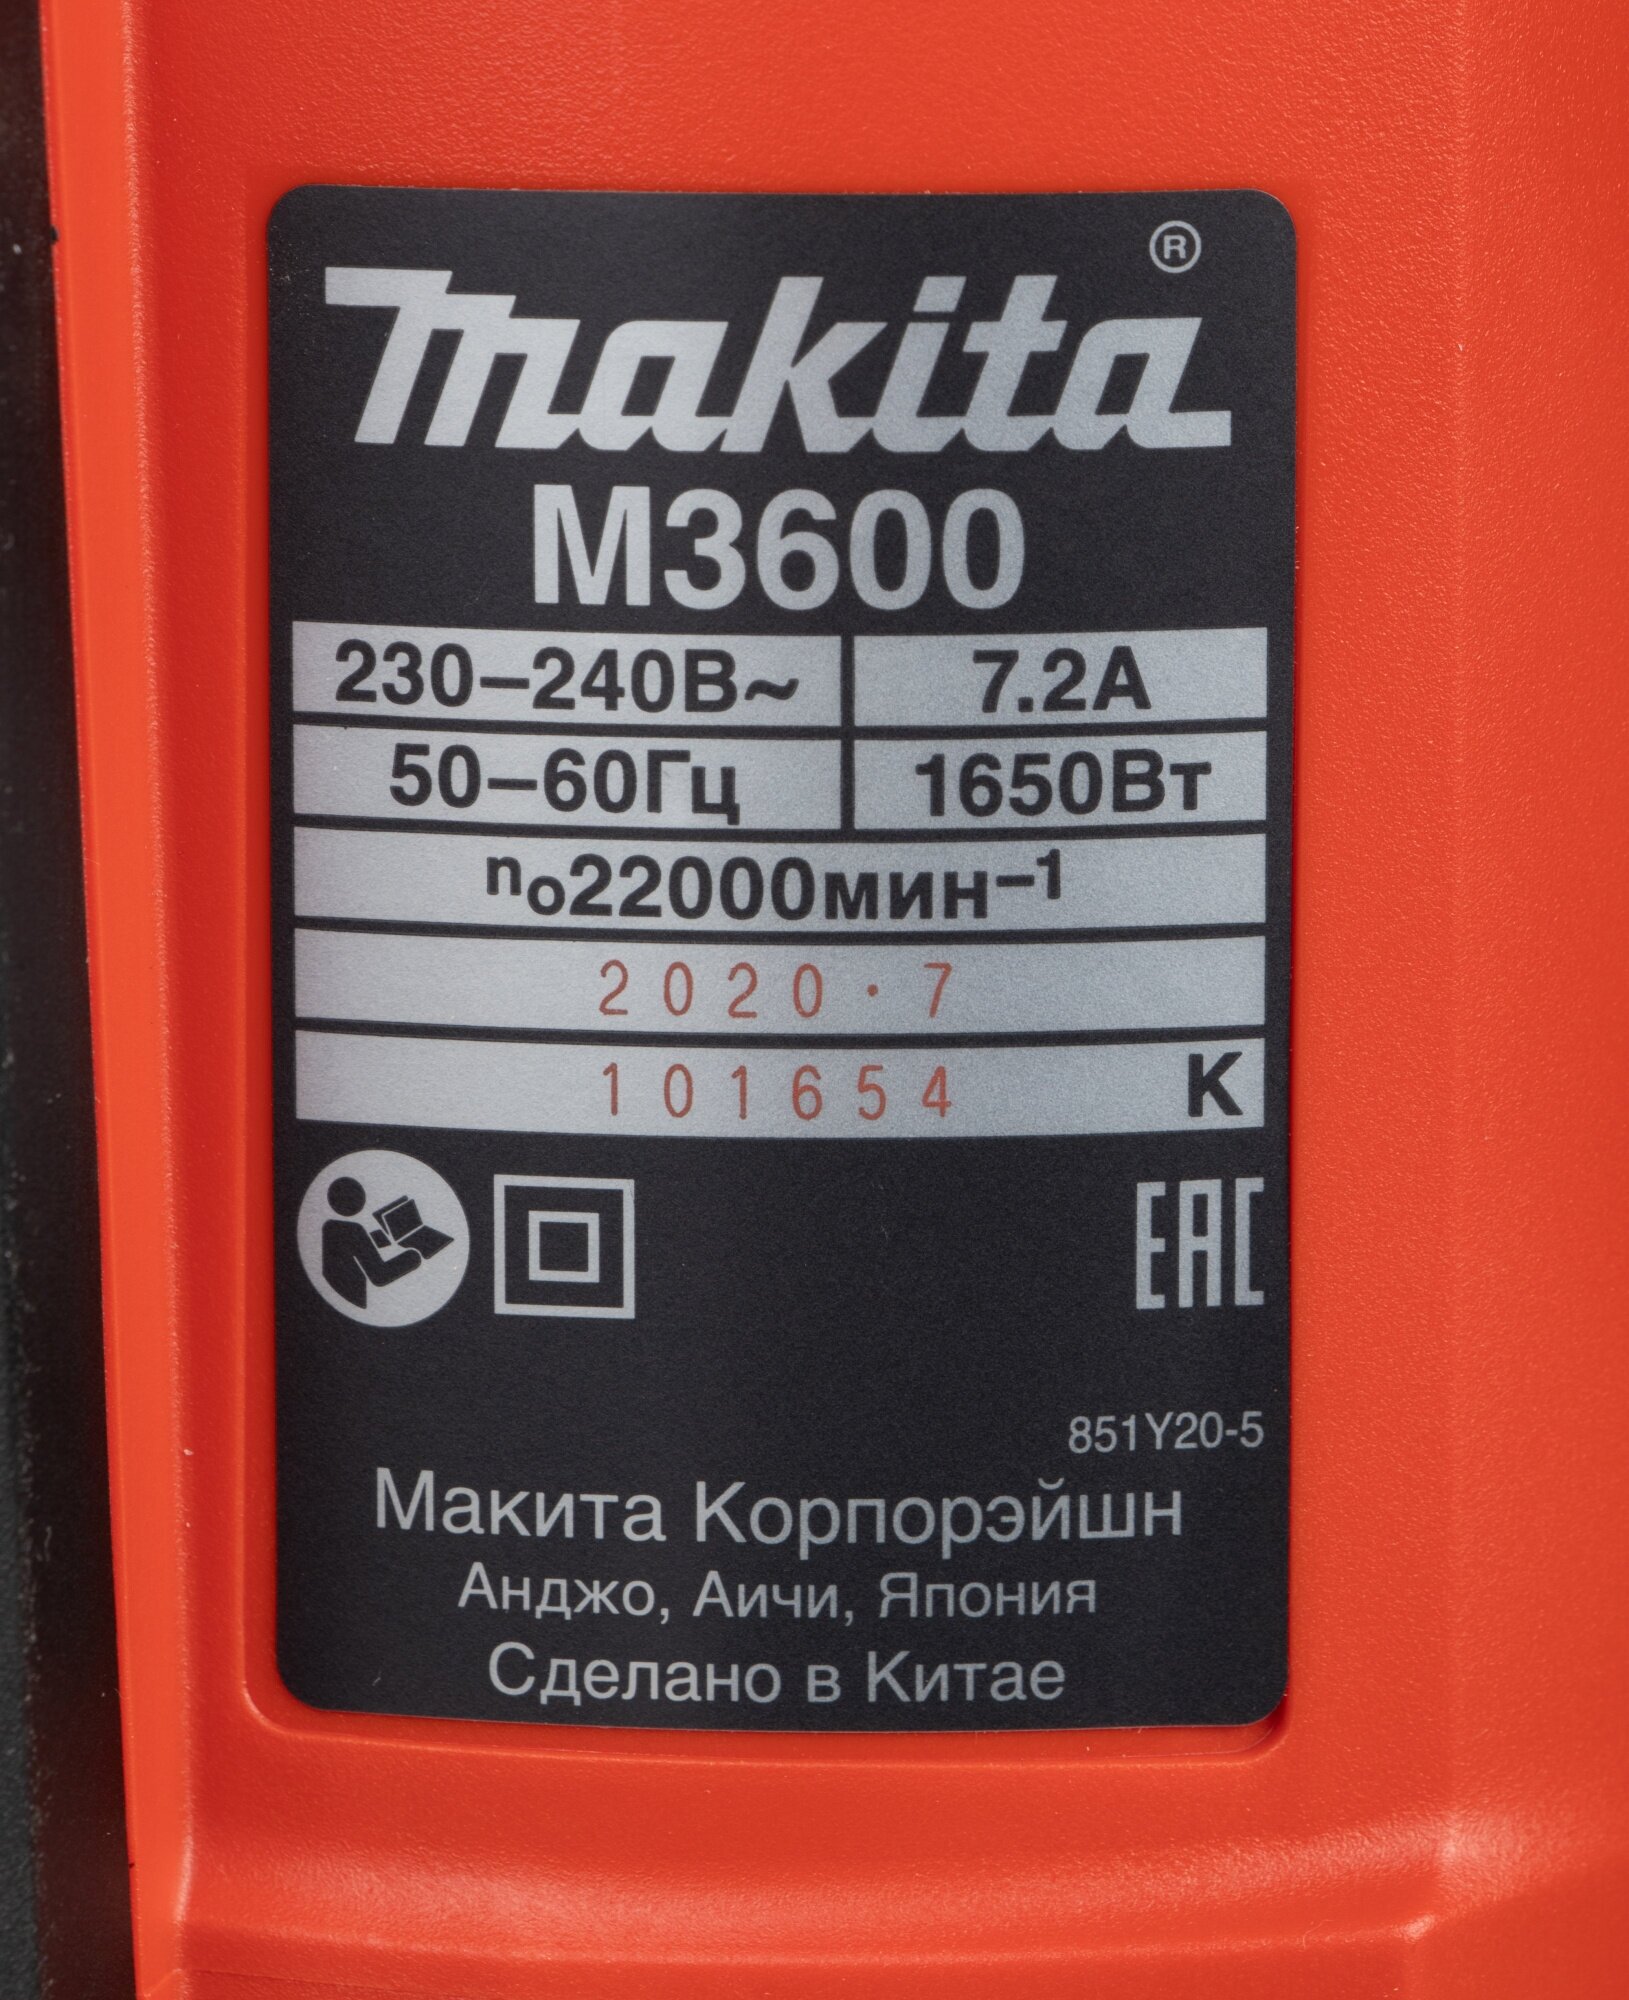 makita ®
M3600
230–240В~ 7.2A
50–60Гц 1650Вт
n₀22000мин⁻¹
2020・7
101654 K
EAC
851Y20-5
Макита Корпорэйшн
Анджо, Аичи, Япония
Сделано в Китае